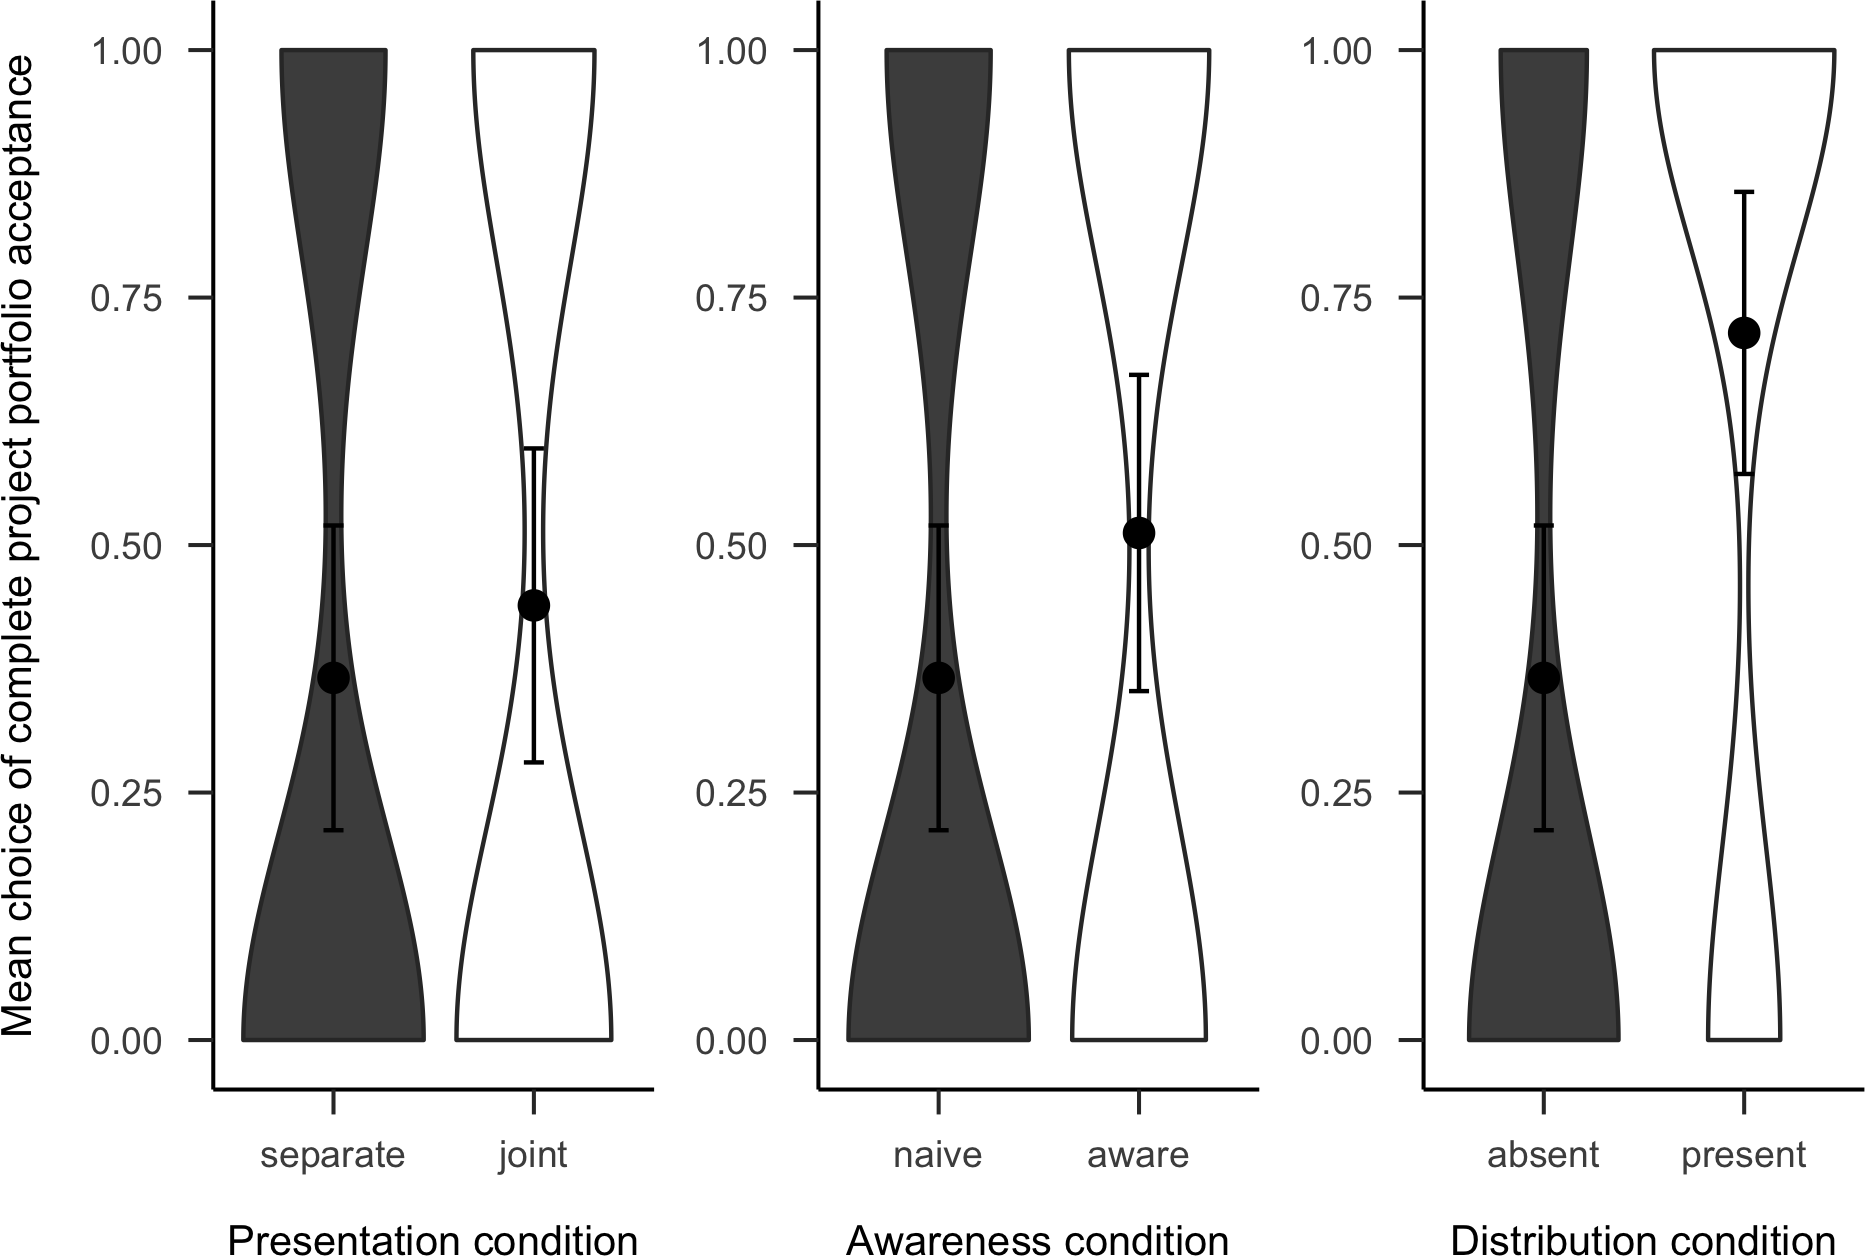 Mean choice of complete project portfolio acceptance
1.00
0.75
0.50
0.25
0.00
separate joint
Presentation condition
1.00
0.75
0.50
0.25
0.00
naive aware
Awareness condition
1.00
0.75
0.50
0.25
0.00
absent present
Distribution condition